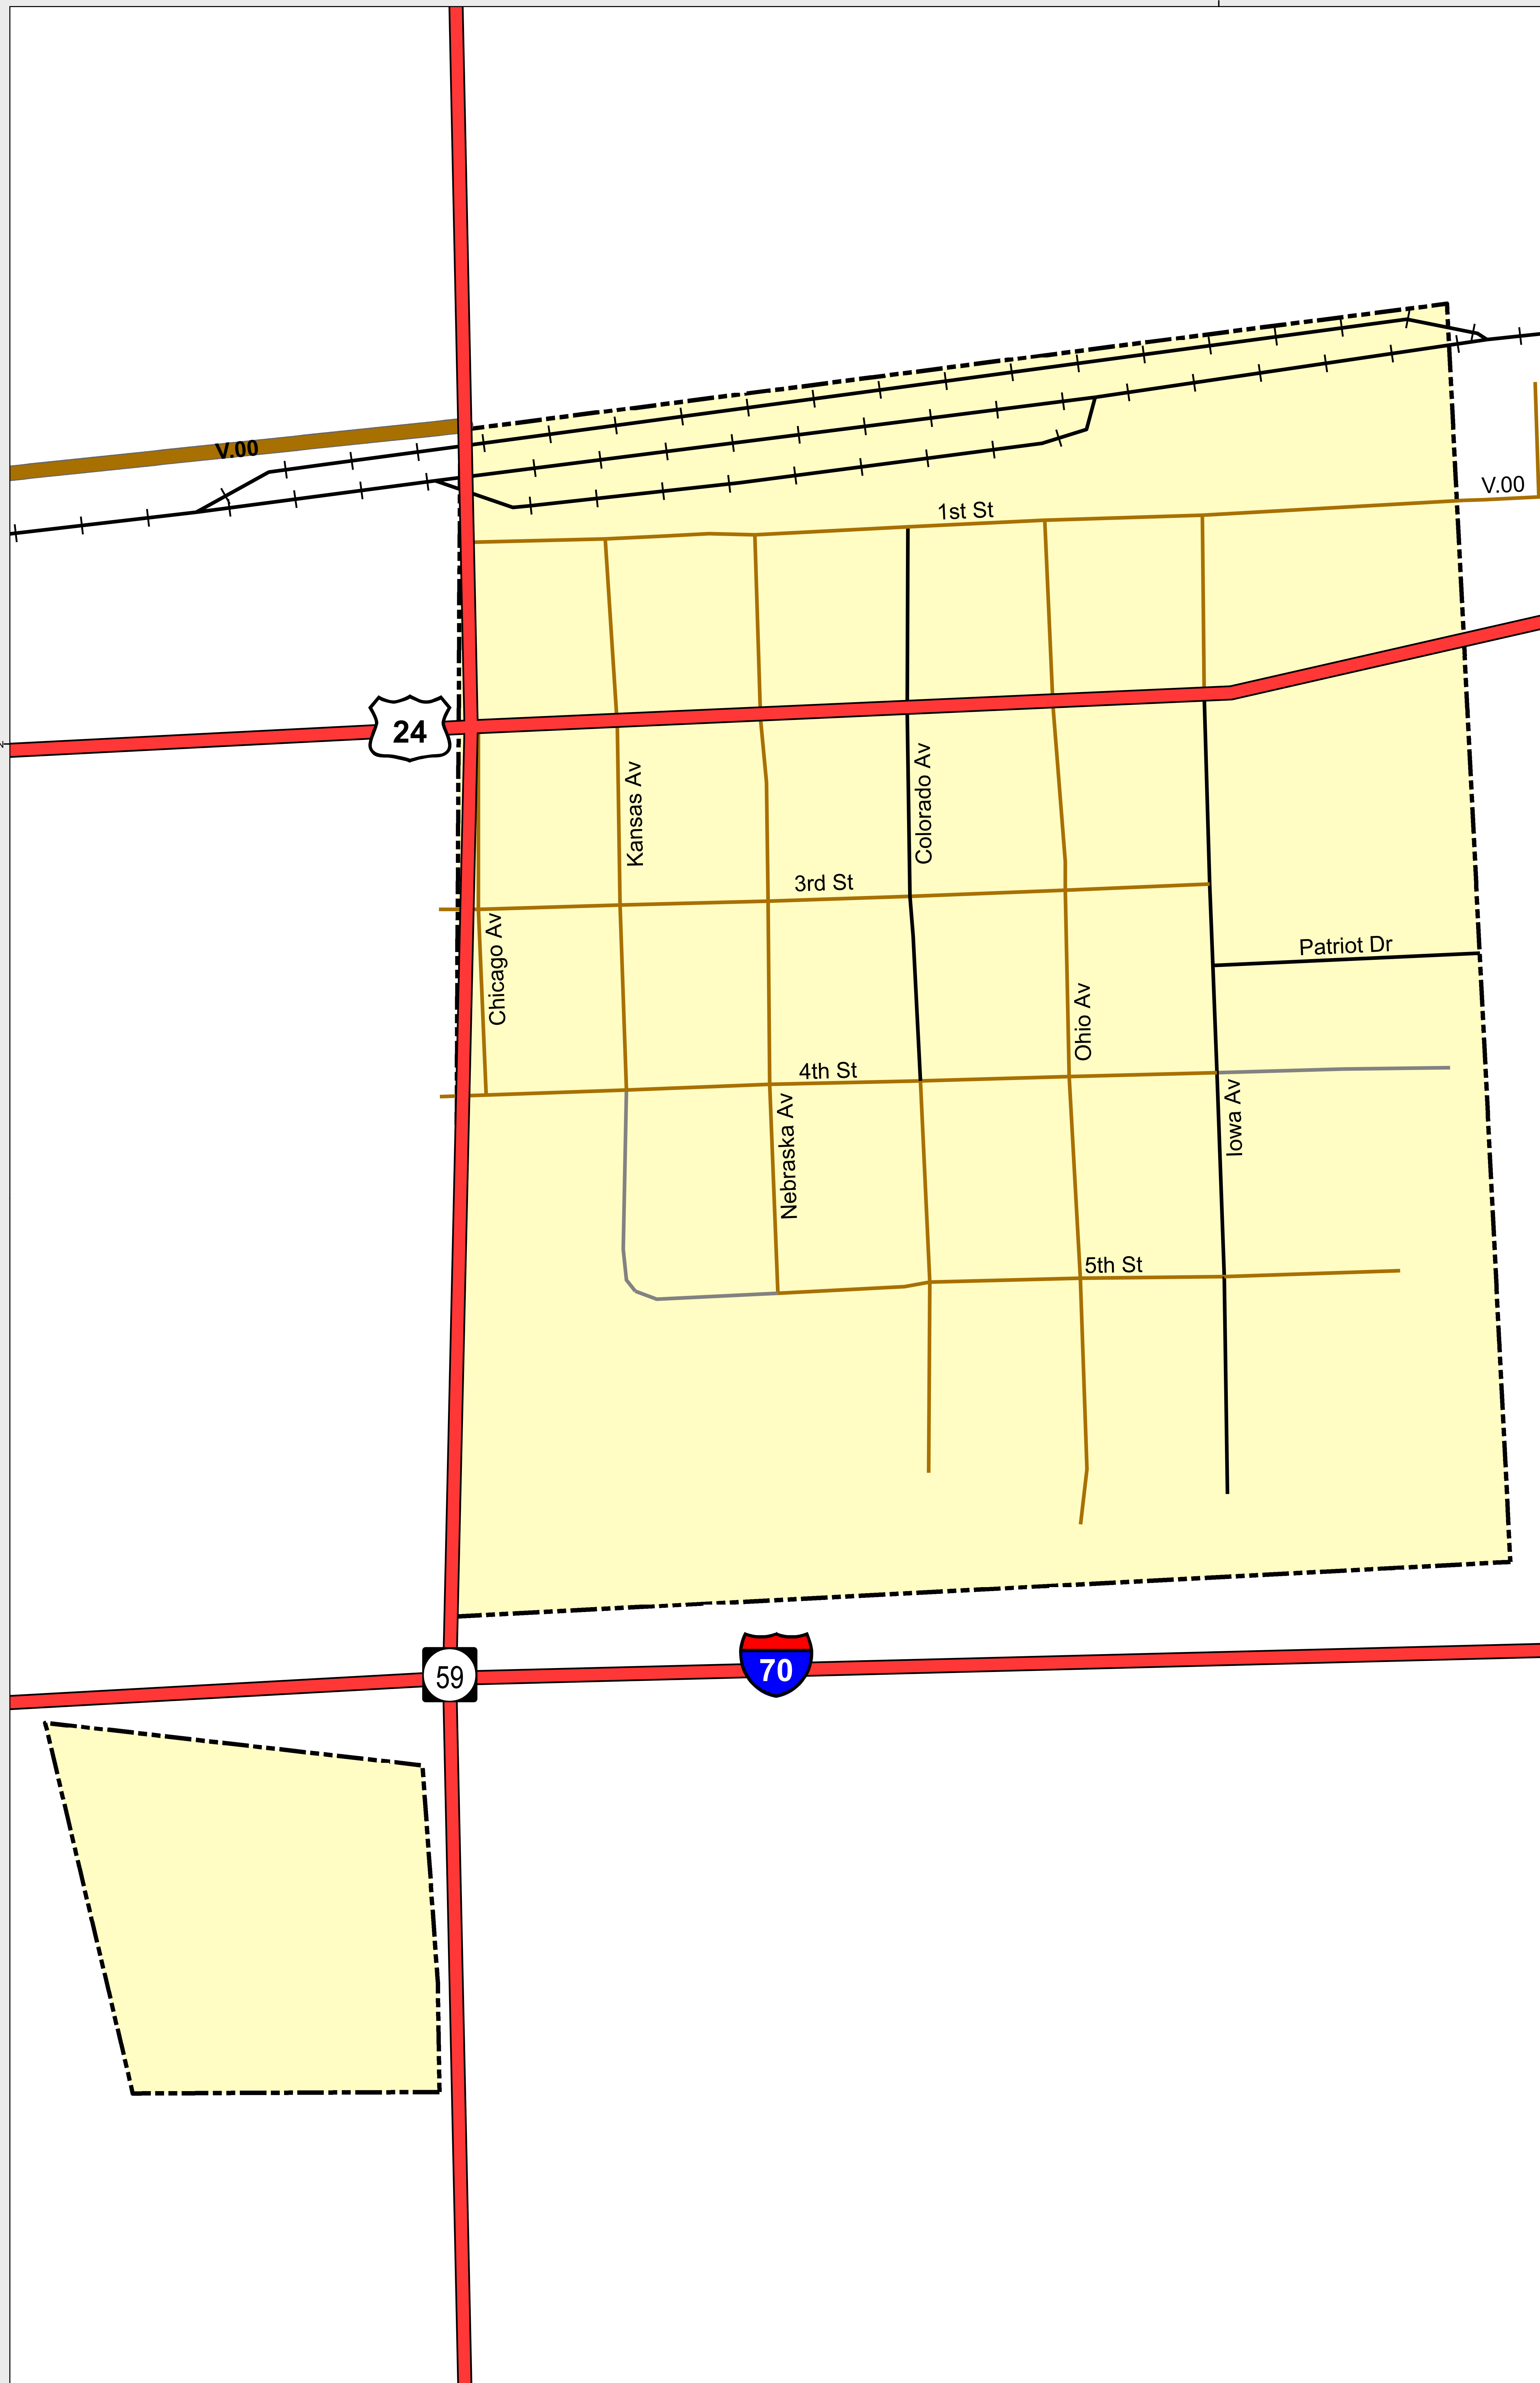 V.00
V.00
1st St
24
Kansas Av
Colorado Av
3rd St
Chicago Av
Patriot Dr
Ohio Av
4th St
Nebraska Av
Iowa Av
5th St
59
70